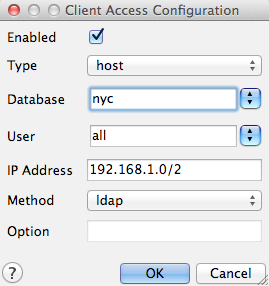 Client Access Configuration
Enabled
Type host
Database nyc
User all
IP Address 192.168.1.0/2
Method ldap
Option
? OK Cancel